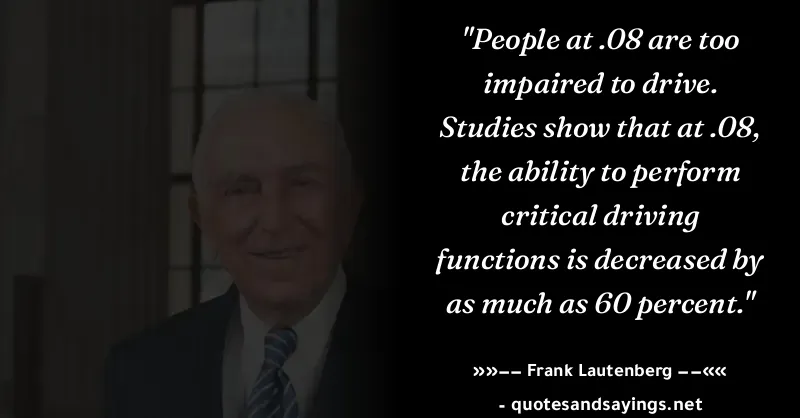 "People at .08 are too
impaired to drive.
Studies show that at .08,
the ability to perform
critical driving
functions is decreased by
as much as 60 percent."
»»−− Frank Lautenberg −−««
- quotesandsayings.net